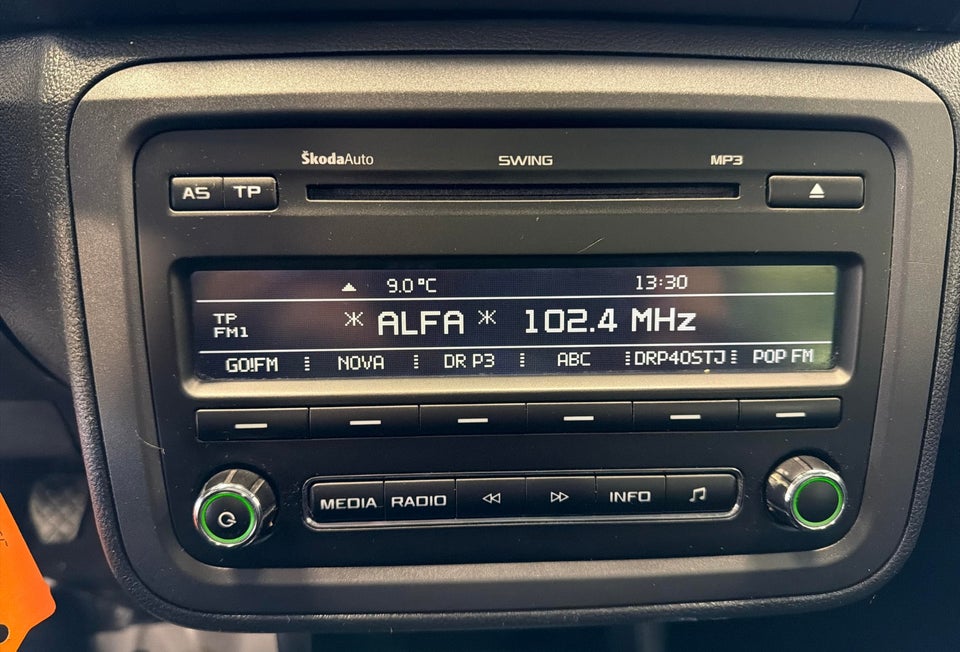 ŠkodaAuto SWING MP3
AS TP
9.0 °C 13:30
TP
FM1
* ALFA * 102.4 MHz
GO!FM NOVA DR P3 ABC DRP4OSTJ POP FM
MEDIA RADIO INFO